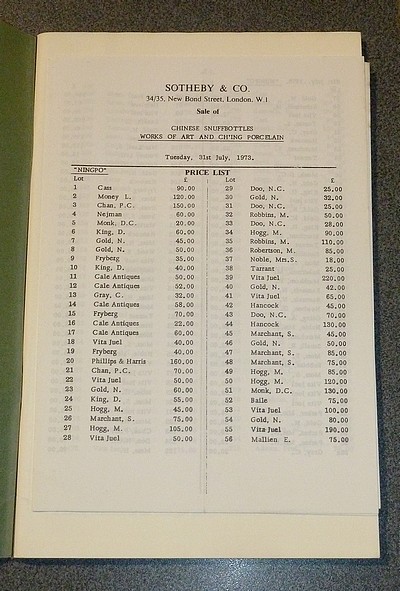 SOTHEBY & CO.
34/35, New Bond Street, London, W1
Sale of
CHINESE SNUFFBOTTLES
WORKS OF ART AND CH'ING PORCELAIN
Tuesday, 31st July, 1973.
"NINGPO" PRICE LIST
Lot £ Lot £
1 Cass 90.00 29 Doo, N.C. 25.00
2 Money L. 120.00 30 Gold, N. 32.00
3 Chan, P.C. 150.00 31 Doo, N.C. 25.00
4 Nejman 60.00 32 Robbins, M. 50.00
5 Monk, D.C. 20.00 33 Doo, N.C. 28.00
6 King, D. 60.00 34 Hogg, M. 90.00
7 Gold, N. 45.00 35 Robbins, M. 110.00
8 Gold, N. 50.00 36 Robertson, M. 85.00
9 Fryberg 35.00 37 Noble, Mrs.S. 18.00
10 King, D. 40.00 38 Tarrant 25.00
11 Cale Antiques 50.00 39 Vita Juel 220.00
12 Cale Antiques 52.00 40 Gold, N. 42.00
13 Gray, C. 32.00 41 Vita Juel 65.00
14 Cale Antiques 58.00 42 Hancock 45.00
15 Fryberg 70.00 43 Doo, N.C. 70.00
16 Cale Antiques 22.00 44 Hancock 130.00
17 Cale Antiques 60.00 45 Marchant, S. 45.00
18 Vita Juel 40.00 46 Gold, N. 50.00
19 Fryberg 40.00 47 Marchant, S. 85.00
20 Phillips & Harris 160.00 48 Marchant, S. 75.00
21 Chan, P.C. 70.00 49 Hogg, M. 85.00
22 Vita Juel 50.00 50 Hogg, M. 120.00
23 Gold, N. 60.00 51 Monk, D.C. 130.00
24 King, D. 55.00 52 Baile 75.00
25 Hogg, M. 45.00 53 Vita Juel 100.00
26 Marchant, S. 75.00 54 Gold, N. 80.00
27 Hogg, M. 105.00 55 Vita Juel 190.00
28 Vita Juel 50.00 56 Mallien E. 75.00